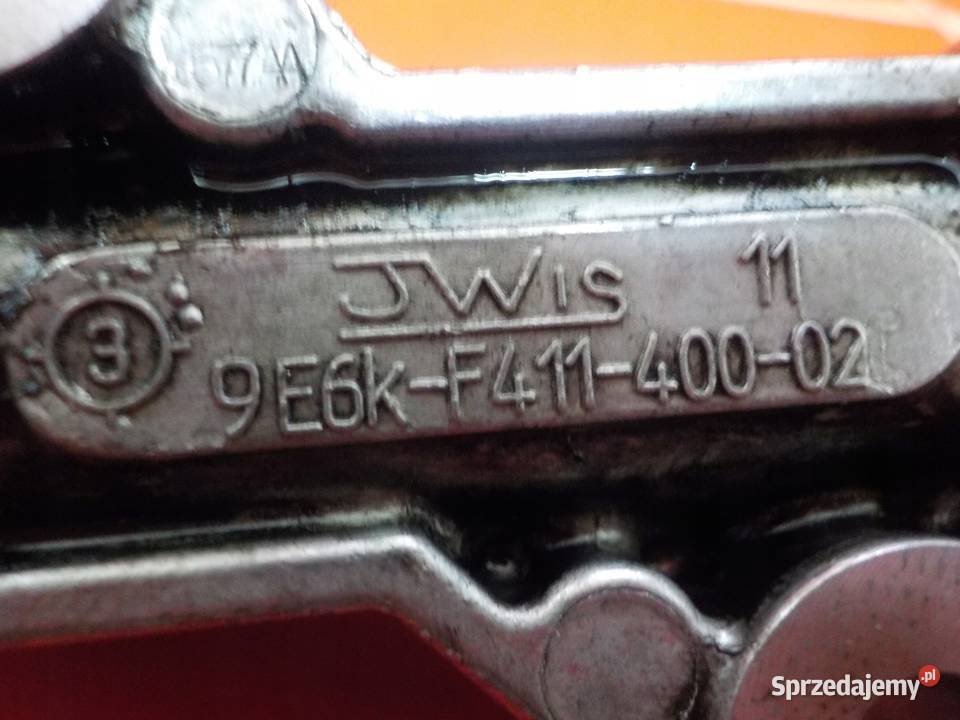 JWIS 11
3
9E6k-F411-400-02
Sprzedajemy.pl